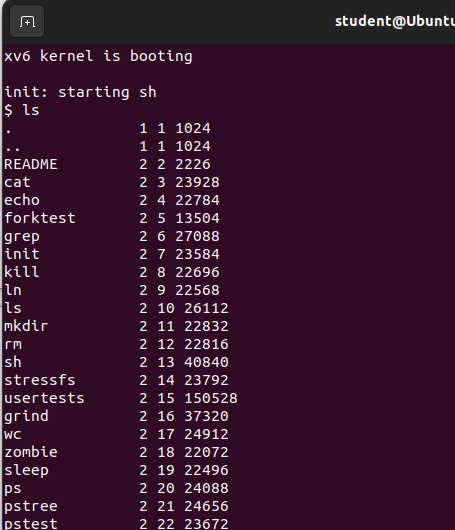 student@Ubuntu
xv6 kernel is booting
init: starting sh
$ ls
. 1 1 1024
.. 1 1 1024
README 2 2 2226
cat 2 3 23928
echo 2 4 22784
forktest 2 5 13504
grep 2 6 27088
init 2 7 23584
kill 2 8 22696
ln 2 9 22568
ls 2 10 26112
mkdir 2 11 22832
rm 2 12 22816
sh 2 13 40840
stressfs 2 14 23792
usertests 2 15 150528
grind 2 16 37320
wc 2 17 24912
zombie 2 18 22072
sleep 2 19 22496
ps 2 20 24088
pstree 2 21 24656
pstest 2 22 23672